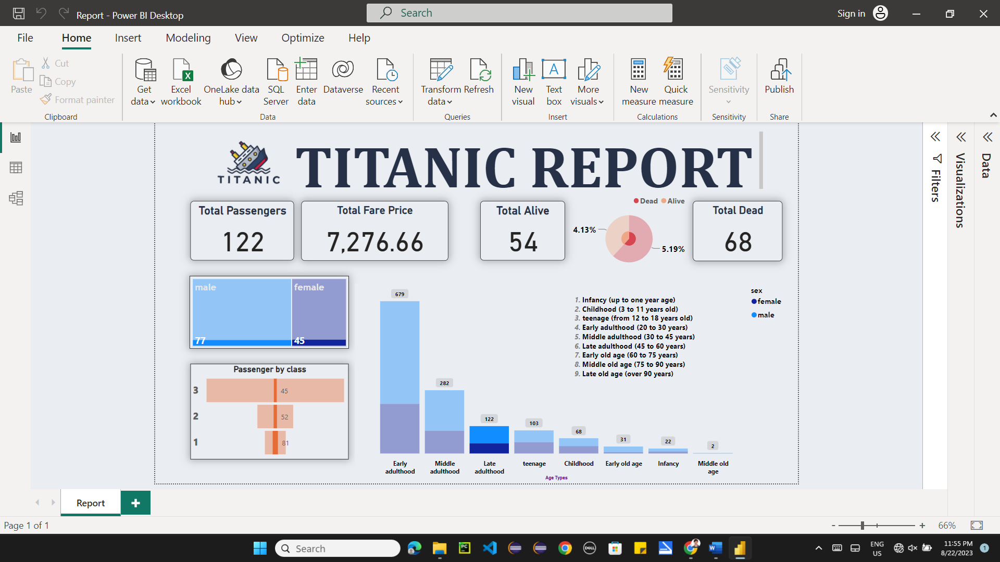 Report - Power BI Desktop
Search
Sign in
File
Home
Insert
Modeling
View
Optimize
Help
Paste
Cut
Copy
Format painter
Clipboard
Get data
Excel workbook
OneLake data hub
SQL Server
Enter data
Dataverse
Recent sources
Data
Transform data
Refresh
Queries
New visual
Text box
More visuals
Insert
New measure
Quick measure
Calculations
Sensitivity
Sensitivity
Publish
Share
TITANIC
TITANIC REPORT
Total Passengers
122
Total Fare Price
7,276.66
Total Alive
54
Dead
Alive
4.13%
5.19%
Total Dead
68
male
77
female
45
Passenger by class
3
45
2
52
1
81
679
282
122
103
68
31
22
2
Early adulthood
Middle adulthood
Late adulthood
teenage
Childhood
Early old age
Infancy
Middle old age
Age Types
1. Infancy (up to one year age)
2. Childhood (3 to 11 years old)
3. teenage (from 12 to 18 years old)
4. Early adulthood (20 to 30 years)
5. Middle adulthood (30 to 45 years)
6. Late adulthood (45 to 60 years)
7. Early old age (60 to 75 years)
8. Middle old age (75 to 90 years)
9. Late old age (over 90 years)
sex
female
male
Filters
Visualizations
Data
Report
Page 1 of 1
- +
66%
Search
PC
DELL
ENG
US
11:55 PM
8/22/2023
1